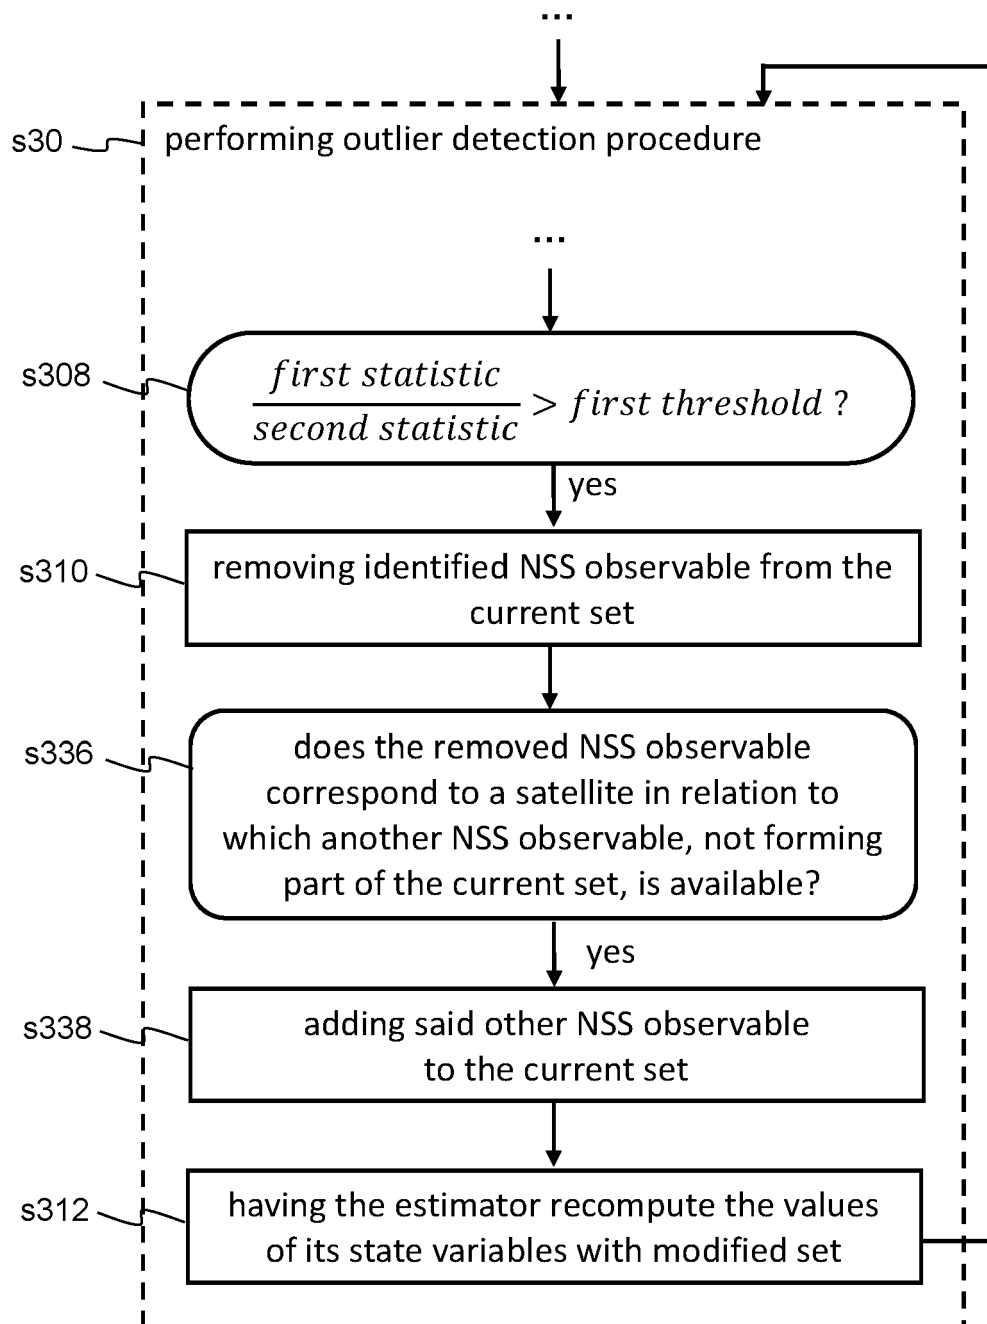 ...
s30 performing outlier detection procedure
...
s308
first statistic
second statistic
> first threshold ?
yes
s310
removing identified NSS observable from the
current set
s336
does the removed NSS observable
correspond to a satellite in relation to
which another NSS observable, not forming
part of the current set, is available?
yes
s338
adding said other NSS observable
to the current set
s312
having the estimator recompute the values
of its state variables with modified set